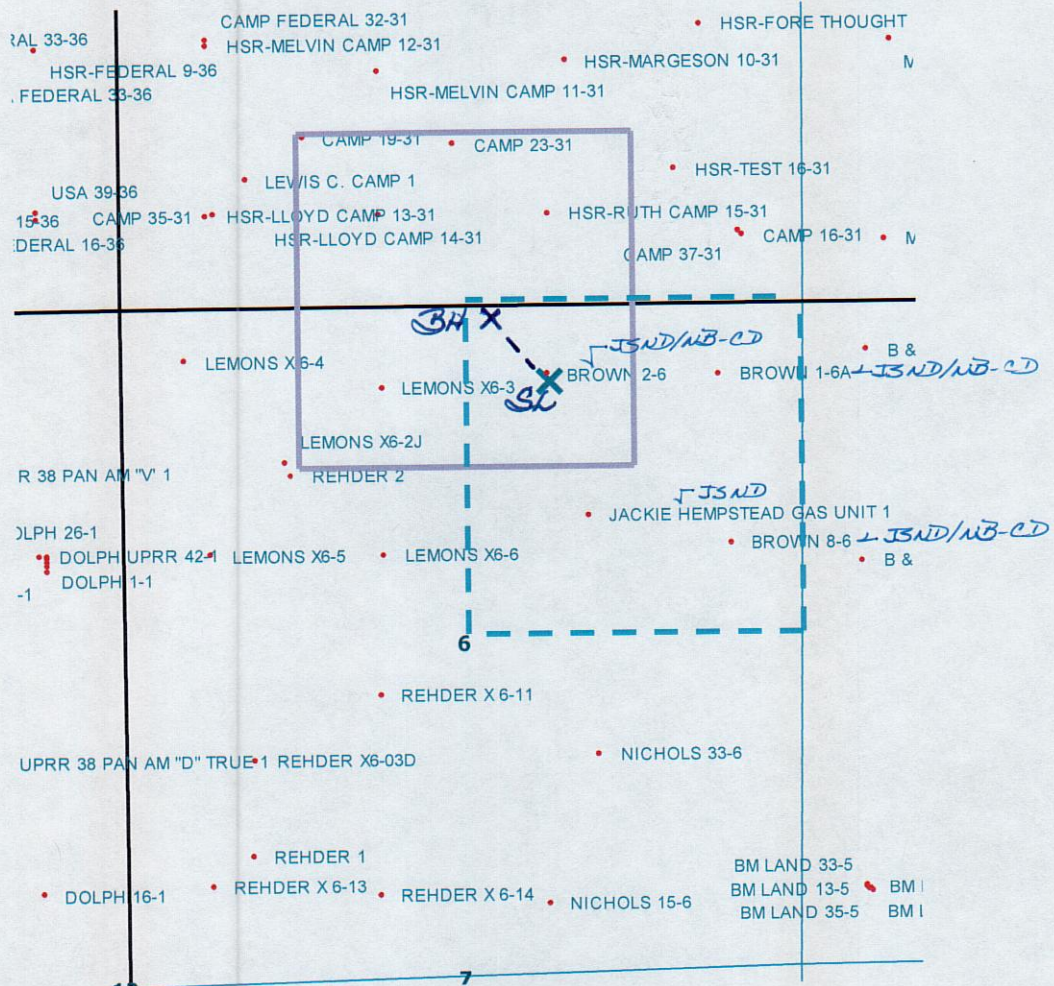 CAMP FEDERAL 32-31
HSR-FORE THOUGHT
RAL 33-36
HSR-MELVIN CAMP 12-31
HSR-FEDERAL 9-36
HSR-MARGESON 10-31
FEDERAL 33-36
HSR-MELVIN CAMP 11-31
CAMP 19-31
CAMP 23-31
HSR-TEST 16-31
LEWIS C. CAMP 1
USA 39-36
15-36
CAMP 35-31
HSR-LLOYD CAMP 13-31
HSR-RUTH CAMP 15-31
EDERAL 16-36
HSR-LLOYD CAMP 14-31
CAMP 16-31
CAMP 37-31
BH
JSND/NB-CD
LEMONS X6-4
B &
LEMONS X6-3
BROWN 2-6
BROWN 1-6A
JSND/NB-CD
SL
LEMONS X6-2J
R 38 PAN AM "V' 1
REHDER 2
JSND
JACKIE HEMPSTEAD GAS UNIT 1
OLPH 26-1
BROWN 8-6
JSND/NB-CD
DOLPH UPRR 42-1
LEMONS X6-5
LEMONS X6-6
B &
DOLPH 1-1
-1
6
REHDER X 6-11
UPRR 38 PAN AM "D" TRUE 1
REHDER X6-03D
NICHOLS 33-6
REHDER 1
BM LAND 33-5
DOLPH 16-1
REHDER X 6-13
REHDER X 6-14
NICHOLS 15-6
BM LAND 13-5
BM
BM LAND 35-5
BM L
7